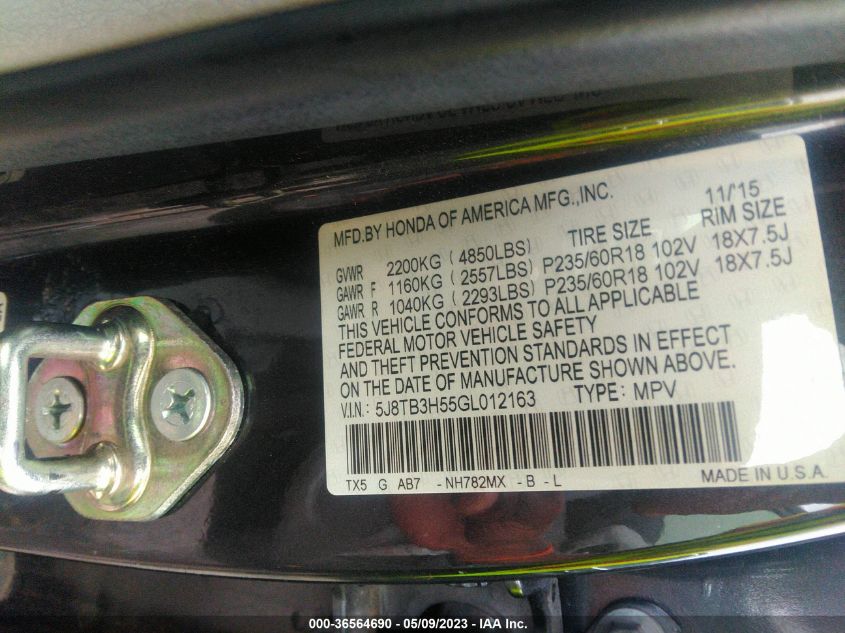 MFD.BY HONDA OF AMERICA MFG.,INC. 11/'15
TIRE SIZE RIM SIZE
GVWR 2200KG ( 4850LBS)
GAWR F 1160KG ( 2557LBS) P235/60R18 102V 18X7.5J
GAWR R 1040KG ( 2293LBS) P235/60R18 102V 18X7.5J
THIS VEHICLE CONFORMS TO ALL APPLICABLE
FEDERAL MOTOR VEHICLE SAFETY
AND THEFT PREVENTION STANDARDS IN EFFECT
ON THE DATE OF MANUFACTURE SHOWN ABOVE.
V.I.N.: 5J8TB3H55GL012163 TYPE: MPV
TX5 G AB7 -NH782MX -B -L MADE IN U.S.A.
000-36564690 - 05/09/2023 - IAA Inc.